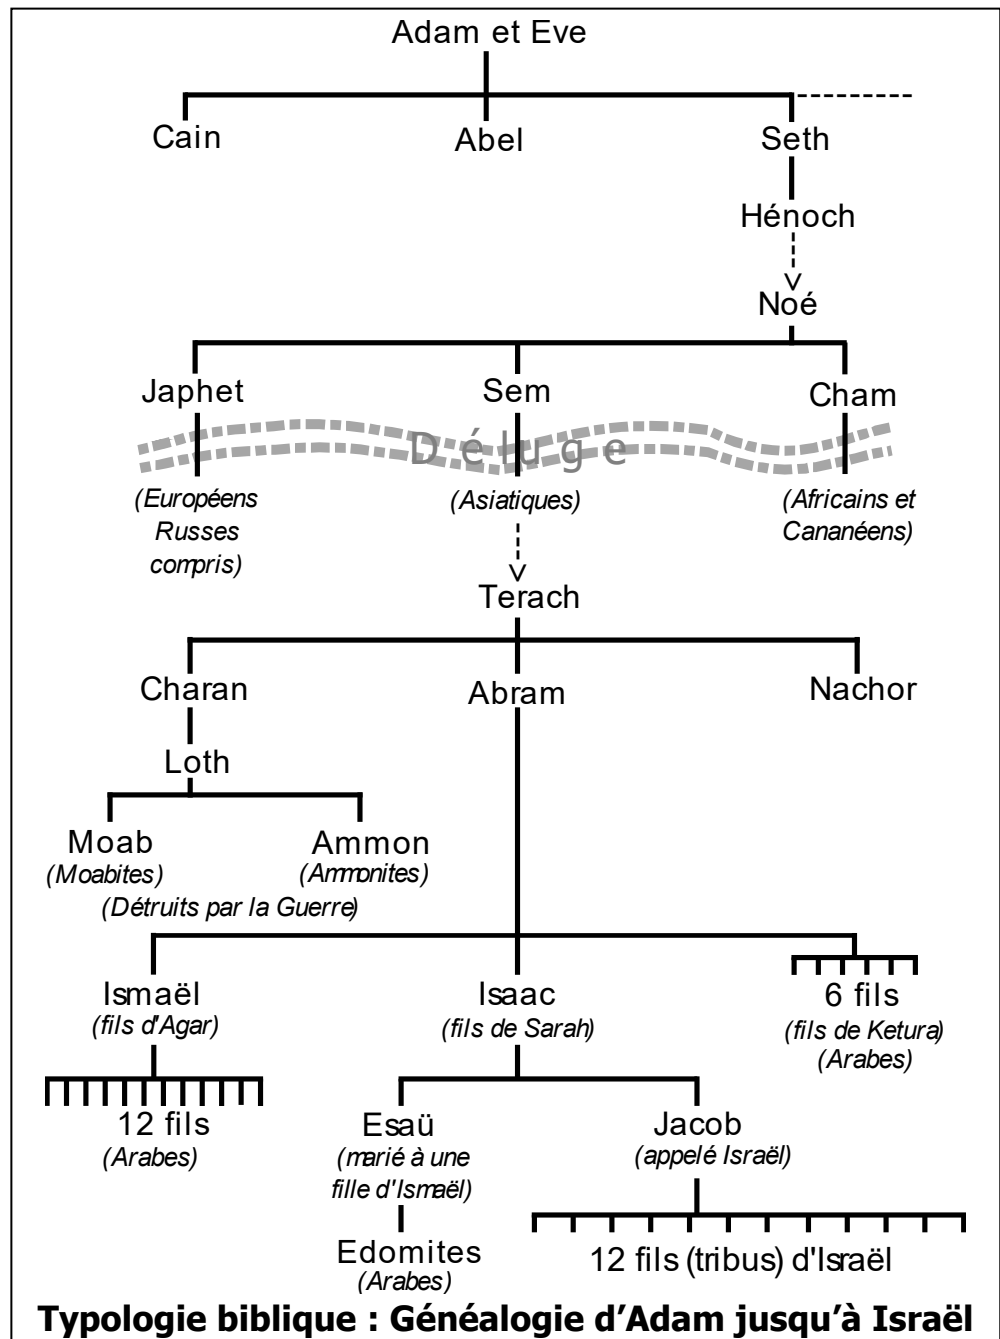 Adam et Eve
Cain Abel Seth
Hénoch
Noé
Japhet Sem Cham
Déluge
(Européens
Russes
compris)
(Asiatiques)
(Africains et
Cananéens)
Terach
Charan Abram Nachor
Loth
Moab
(Moabites)
Ammon
(Ammonites)
(Détruits par la Guerre)
Ismaël
(fils d'Agar)
Isaac
(fils de Sarah)
6 fils
(fils de Ketura)
(Arabes)
12 fils
(Arabes)
Esaü
(marié à une
fille d'Ismaël)
Jacob
(appelé Israël)
Edomites
(Arabes)
12 fils (tribus) d'Israël
Typologie biblique : Généalogie d’Adam jusqu’à Israël